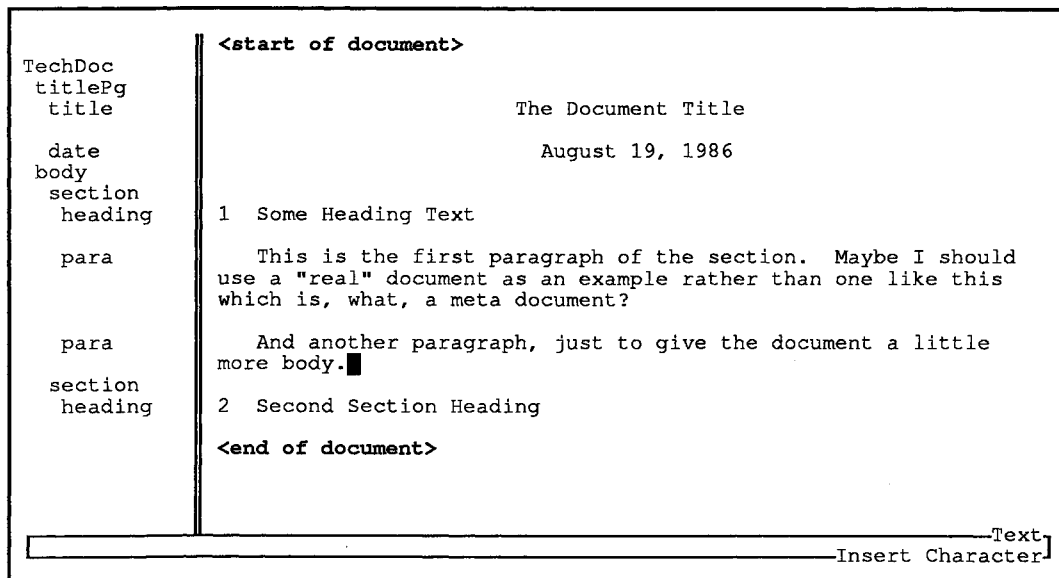 <start of document>
TechDoc
titlePg
title The Document Title
date August 19, 1986
body
section
heading 1 Some Heading Text
para This is the first paragraph of the section. Maybe I should
use a "real" document as an example rather than one like this
which is, what, a meta document?
para And another paragraph, just to give the document a little
more body.
section
heading 2 Second Section Heading
<end of document>
Text
Insert Character